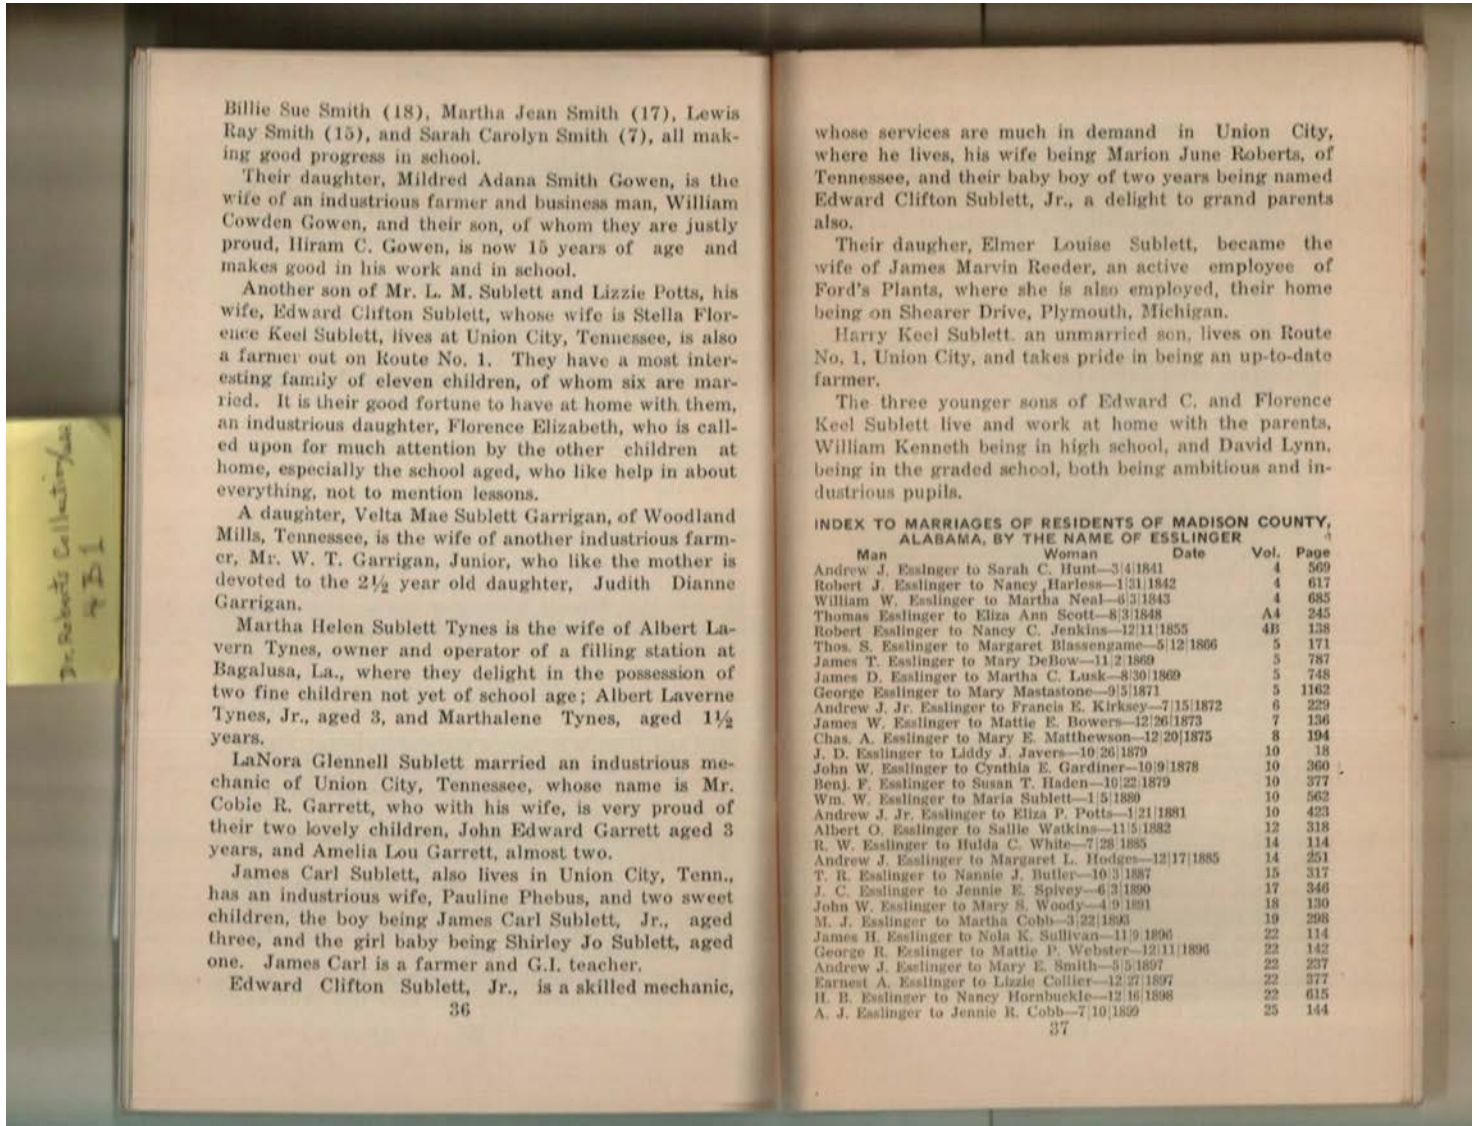 Dr. Roberts Collection
4 B 1
Billie Sue Smith (18), Martha Jean Smith (17), Lewis
Ray Smith (15), and Sarah Carolyn Smith (7), all mak-
ing good progress in school.
Their daughter, Mildred Adana Smith Gowen, is the
wife of an industrious farmer and business man, William
Cowden Gowen, and their son, of whom they are justly
proud, Hiram C. Gowen, is now 15 years of age and
makes good in his work and in school.
Another son of Mr. L. M. Sublett and Lizzie Potts, his
wife, Edward Clifton Sublett, whose wife is Stella Flor-
ence Keel Sublett, lives at Union City, Tennessee, is also
a farmer out on Route No. 1. They have a most inter-
esting family of eleven children, of whom six are mar-
ried. It is their good fortune to have at home with them,
an industrious daughter, Florence Elizabeth, who is call-
ed upon for much attention by the other children at
home, especially the school aged, who like help in about
everything, not to mention lessons.
A daughter, Velta Mae Sublett Garrigan, of Woodland
Mills, Tennessee, is the wife of another industrious farm-
er, Mr. W. T. Garrigan, Junior, who like the mother is
devoted to the 2½ year old daughter, Judith Dianne
Garrigan.
Martha Helen Sublett Tynes is the wife of Albert La-
vern Tynes, owner and operator of a filling station at
Bagalusa, La., where they delight in the possession of
two fine children not yet of school age; Albert Laverne
Tynes, Jr., aged 3, and Marthalene Tynes, aged 1½
years.
LaNora Glennell Sublett married an industrious me-
chanic of Union City, Tennessee, whose name is Mr.
Coble R. Garrett, who with his wife, is very proud of
their two lovely children, John Edward Garrett aged 3
years, and Amelia Lou Garrett, almost two.
James Carl Sublett, also lives in Union City, Tenn.,
has an industrious wife, Pauline Phebus, and two sweet
children, the boy being James Carl Sublett, Jr., aged
three, and the girl baby being Shirley Jo Sublett, aged
one. James Carl is a farmer and G.I. teacher.
Edward Clifton Sublett, Jr., is a skilled mechanic,
36
whose services are much in demand in Union City,
where he lives, his wife being Marion June Roberts, of
Tennessee, and their baby boy of two years being named
Edward Clifton Sublett, Jr., a delight to grand parents
also.
Their daugher, Elmer Louise Sublett, became the
wife of James Marvin Reeder, an active employee of
Ford's Plants, where she is also employed, their home
being on Shearer Drive, Plymouth, Michigan.
Harry Keel Sublett. an unmarried son, lives on Route
No. 1, Union City, and takes pride in being an up-to-date
farmer.
The three younger sons of Edward C. and Florence
Keel Sublett live and work at home with the parents,
William Kenneth being in high school, and David Lynn,
being in the graded school, both being ambitious and in-
dustrious pupils.
INDEX TO MARRIAGES OF RESIDENTS OF MADISON COUNTY,
ALABAMA, BY THE NAME OF ESSLINGER
Man Woman Date Vol. Page
Andrew J. Esslnger to Sarah C. Hunt—3|4|1841 4 569
Robert J. Esslinger to Nancy Harless—1|31|1842 4 617
William W. Esslinger to Martha Neal—6|3|1843 4 685
Thomas Esslinger to Eliza Ann Scott—8|3|1848 A4 245
Robert Esslinger to Nancy C. Jenkins—12|11|1855 4B 138
Thos. S. Esslinger to Margaret Blassengame—5|12|1866 5 171
James T. Esslinger to Mary DeBow—11|2|1869 5 787
James D. Esslinger to Martha C. Lusk—8|30|1869 5 748
George Esslinger to Mary Mastastone—9|5|1871 5 1162
Andrew J. Jr. Esslinger to Francis E. Kirksey—7|15|1872 6 229
James W. Esslinger to Mattie E. Bowers—12|26|1873 7 136
Chas. A. Esslinger to Mary E. Matthewson—12|20|1875 8 194
J. D. Esslinger to Liddy J. Javers—10|26|1879 10 18
John W. Esslinger to Cynthia E. Gardiner—10|9|1878 10 360
Benj. F. Esslinger to Susan T. Haden—10|22|1879 10 377
Wm. W. Esslinger to Maria Sublett—1|5|1880 10 562
Andrew J. Jr. Esslinger to Eliza P. Potts—1|21|1881 10 423
Albert O. Esslinger to Sallie Watkins—11|5|1882 12 318
R. W. Esslinger to Hulda C. White—7|28|1885 14 114
Andrew J. Esslinger to Margaret L. Hodges—12|17|1885 14 251
T. R. Esslinger to Nannie J. Butler—10|3|1887 15 317
J. C. Esslinger to Jennie E. Spivey—6|3|1890 17 346
John W. Esslinger to Mary S. Woody—4|9|1891 18 130
M. J. Esslinger to Martha Cobb—3|22|1893 19 298
James H. Esslinger to Nola K. Sullivan—11|9|1896 22 114
George R. Esslinger to Mattie P. Webster—12|11|1896 22 142
Andrew J. Esslinger to Mary E. Smith—5|5|1897 22 237
Earnest A. Esslinger to Lizzie Collier—12|27|1897 22 377
H. B. Esslinger to Nancy Hornbuckle—12|16|1898 22 615
A. J. Esslinger to Jennie R. Cobb—7|10|1899 25 144
37